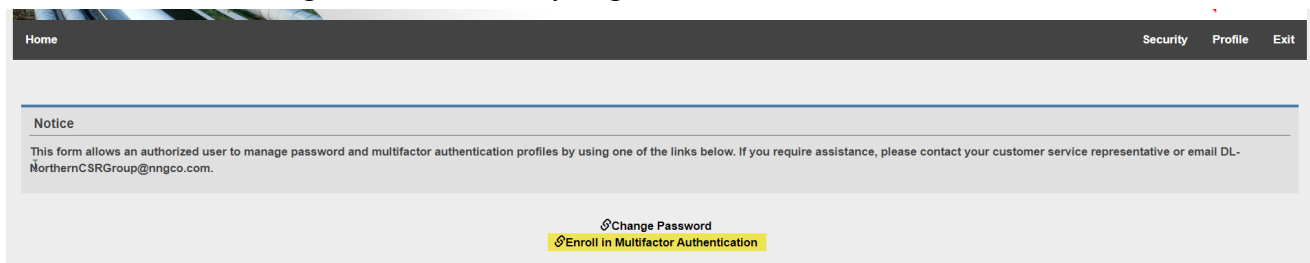 Home Security Profile Exit
Notice
This form allows an authorized user to manage password and multifactor authentication profiles by using one of the links below. If you require assistance, please contact your customer service representative or email DL-
NorthernCSRGroup@nngco.com.
Change Password
Enroll in Multifactor Authentication